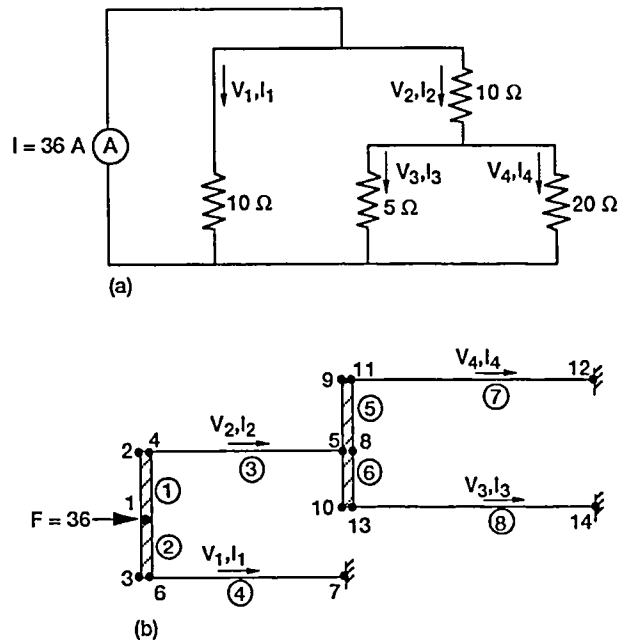 V₁,I₁
V₂,I₂
10 Ω
I = 36 A
A
V₃,I₃
V₄,I₄
10 Ω
5 Ω
20 Ω
(a)
V₄,I₄
9
11
12
7
5
V₂,I₂
2
4
5
8
3
1
1
6
V₃,I₃
F = 36
10
13
8
14
2
V₁,I₁
3
6
4
7
(b)